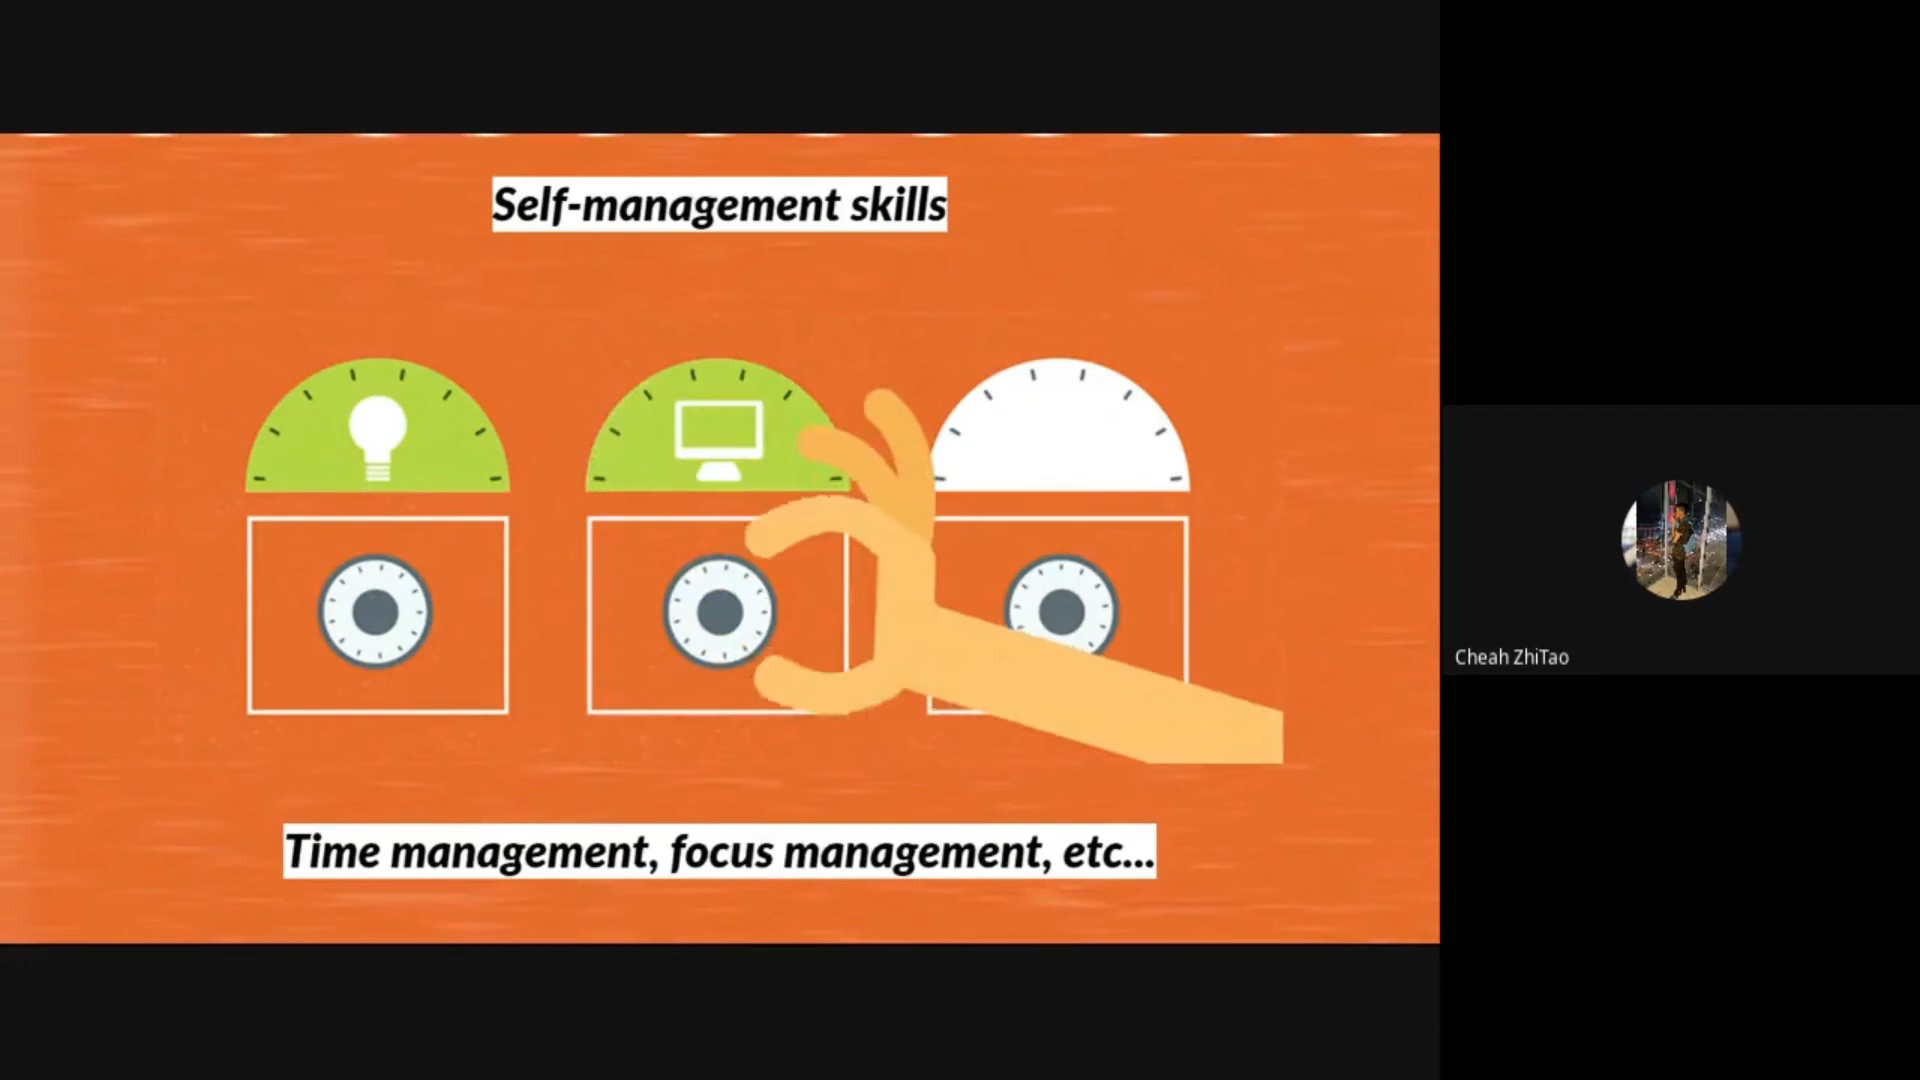 Self-management skills
Time management, focus management, etc...
Cheah ZhiTao